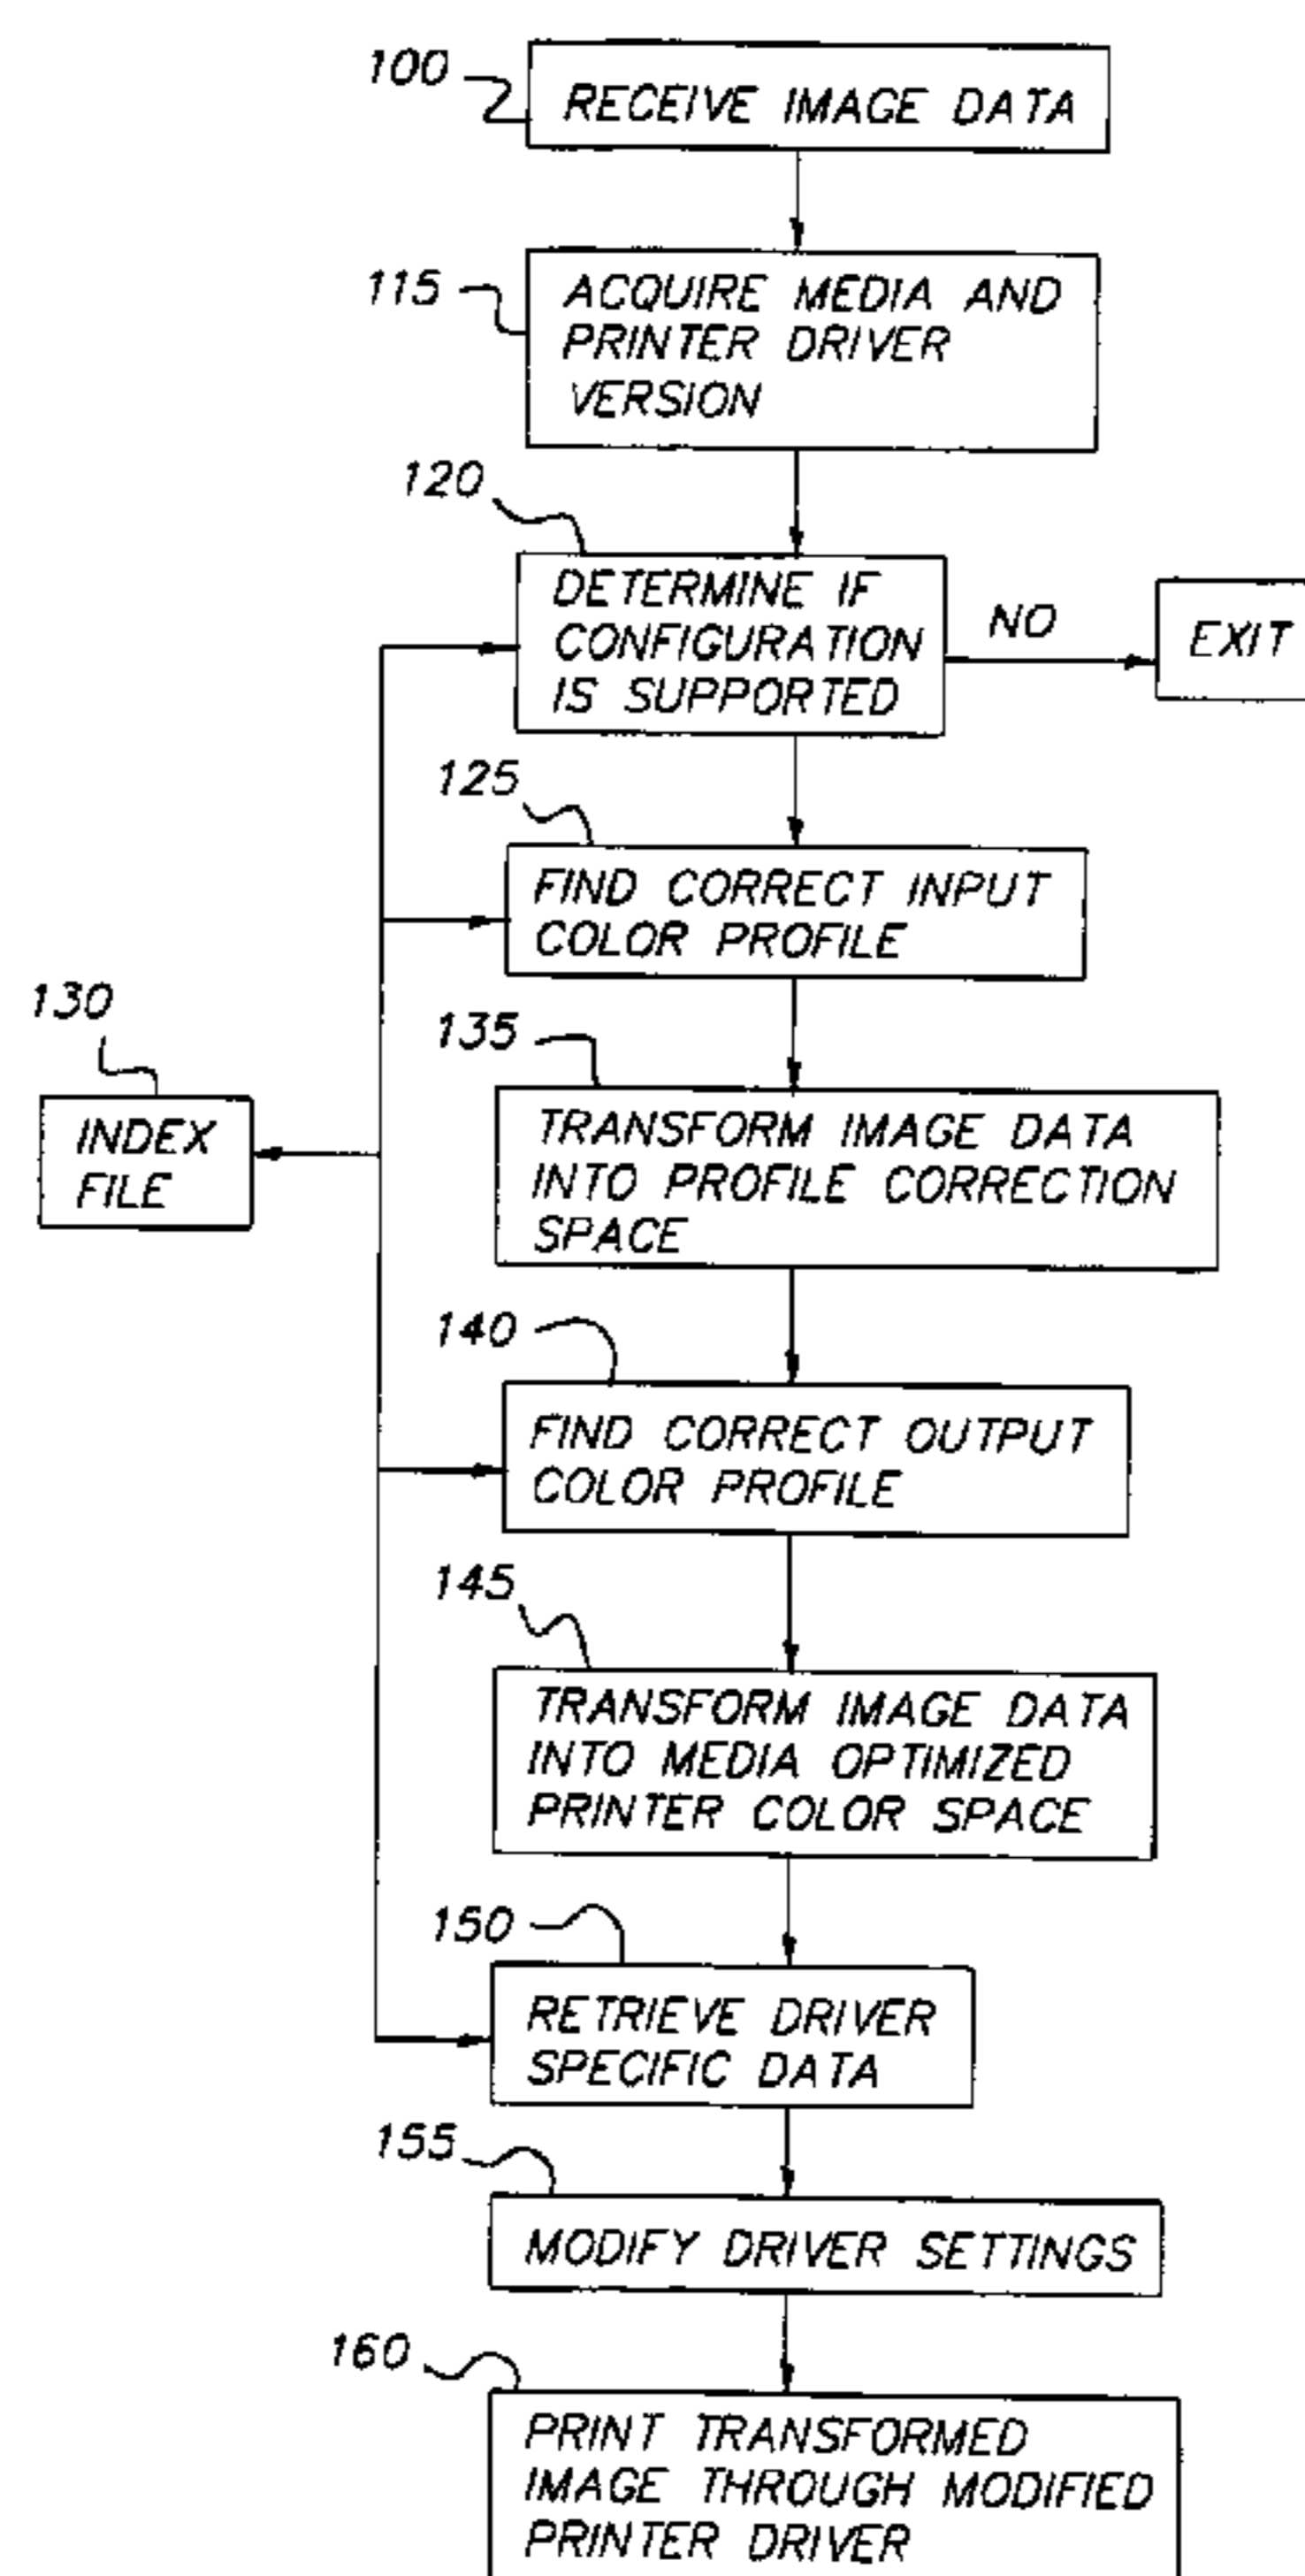 100
RECEIVE IMAGE DATA
115
ACQUIRE MEDIA AND
PRINTER DRIVER
VERSION
120
DETERMINE IF
CONFIGURATION
IS SUPPORTED
NO
EXIT
125
FIND CORRECT INPUT
COLOR PROFILE
130
INDEX
FILE
135
TRANSFORM IMAGE DATA
INTO PROFILE CORRECTION
SPACE
140
FIND CORRECT OUTPUT
COLOR PROFILE
145
TRANSFORM IMAGE DATA
INTO MEDIA OPTIMIZED
PRINTER COLOR SPACE
150
RETRIEVE DRIVER
SPECIFIC DATA
155
MODIFY DRIVER SETTINGS
160
PRINT TRANSFORMED
IMAGE THROUGH MODIFIED
PRINTER DRIVER